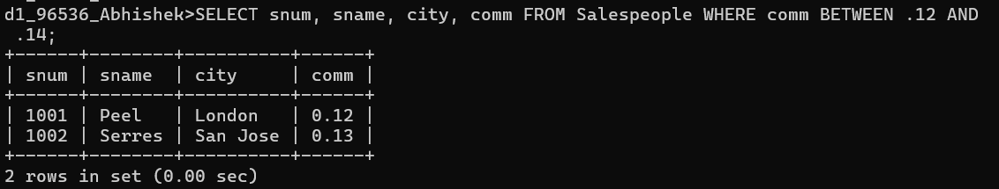 d1_96536_Abhishek>SELECT snum, sname, city, comm FROM Salespeople WHERE comm BETWEEN .12 AND
 .14;
+------+--------+----------+------+
| snum | sname  | city     | comm |
+------+--------+----------+------+
| 1001 | Peel   | London   | 0.12 |
| 1002 | Serres | San Jose | 0.13 |
+------+--------+----------+------+
2 rows in set (0.00 sec)